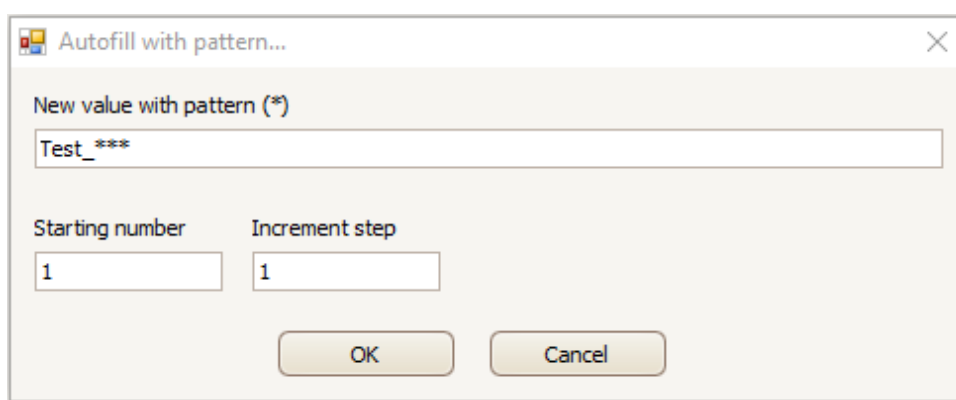 Autofill with pattern...
New value with pattern (*)
Test_***
Starting number Increment step
1 1
OK Cancel